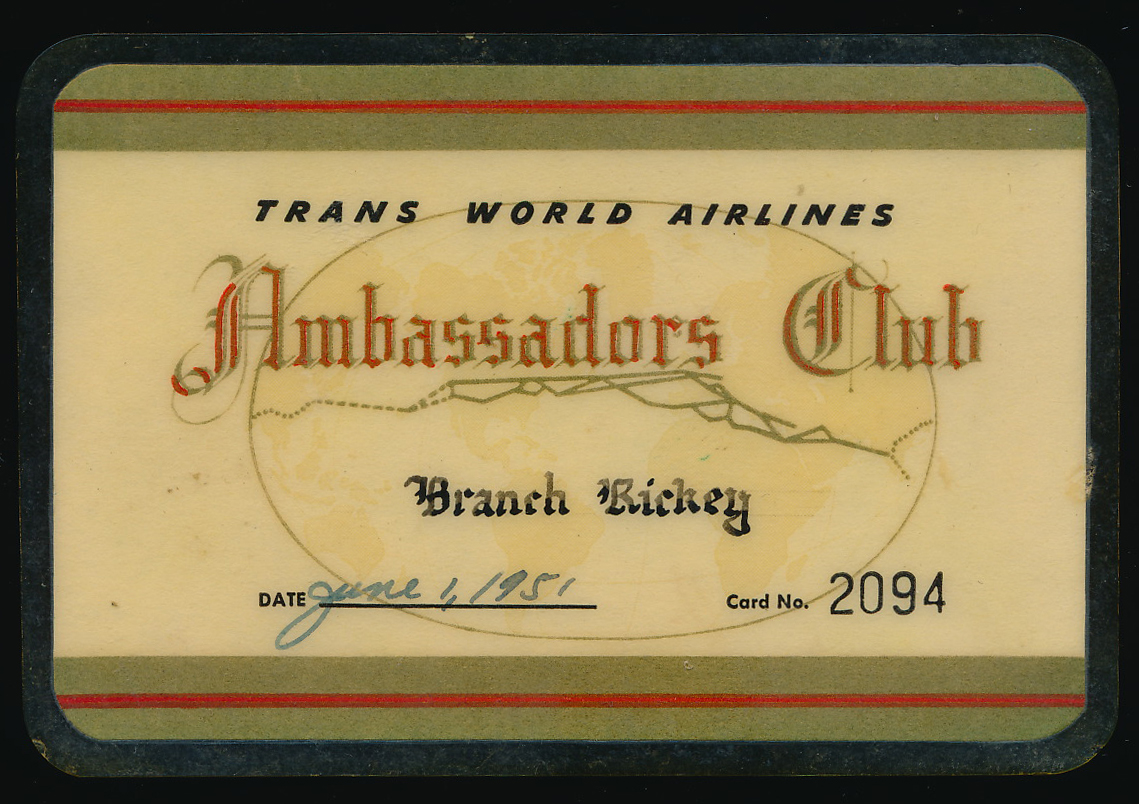 TRANS WORLD AIRLINES
Ambassadors Club
Branch Rickey
DATE June 1, 1951 Card No. 2094